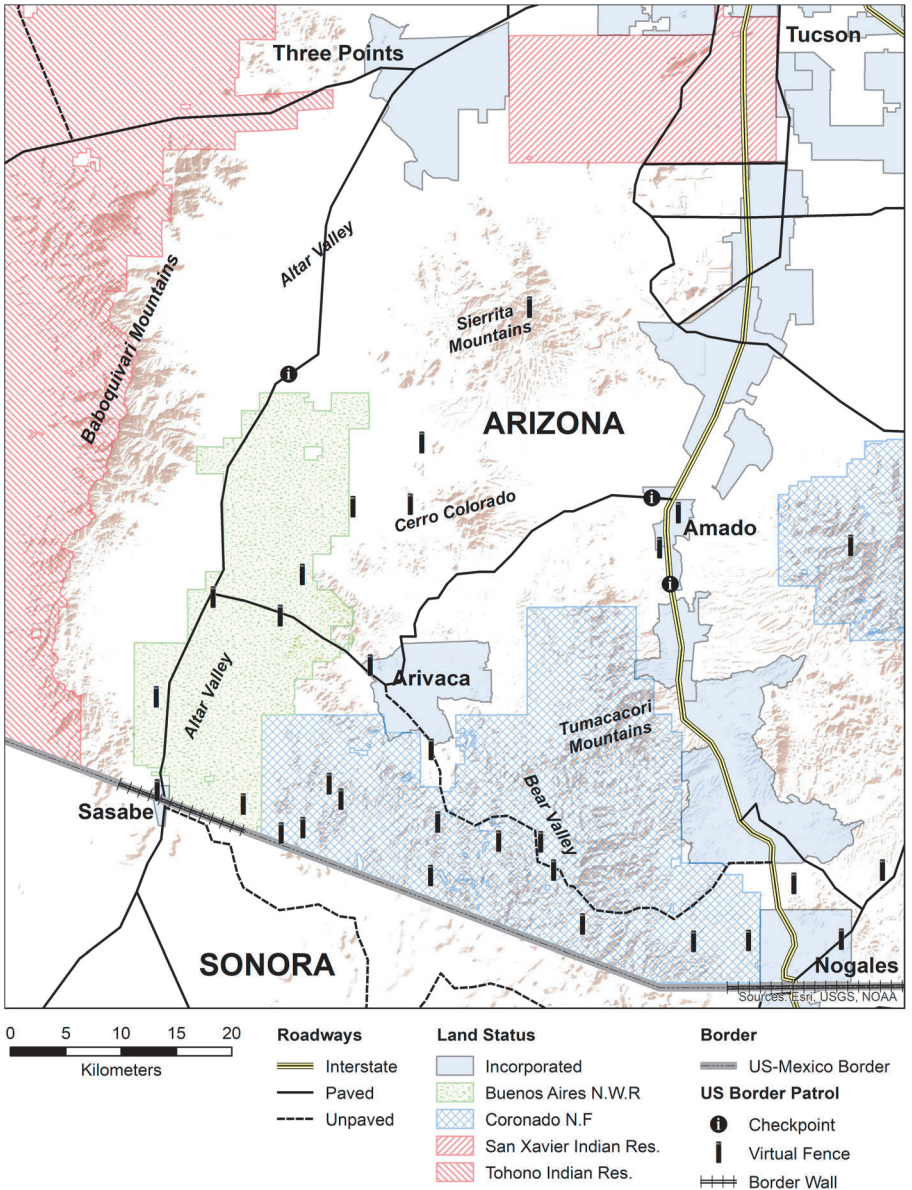 Three Points
Tucson
Altar Valley
Baboquivari Mountains
Sierrita
Mountains
ARIZONA
Cerro Colorado
Amado
Arivaca
Altar Valley
Tumacacori
Mountains
Bear Valley
Sasabe
SONORA
Nogales
Sources: Esri, USGS, NOAA
0 5 10 15 20
Kilometers
Roadways
Interstate
Paved
Unpaved
Land Status
Incorporated
Buenos Aires N.W.R
Coronado N.F
San Xavier Indian Res.
Tohono Indian Res.
Border
US-Mexico Border
US Border Patrol
Checkpoint
Virtual Fence
Border Wall